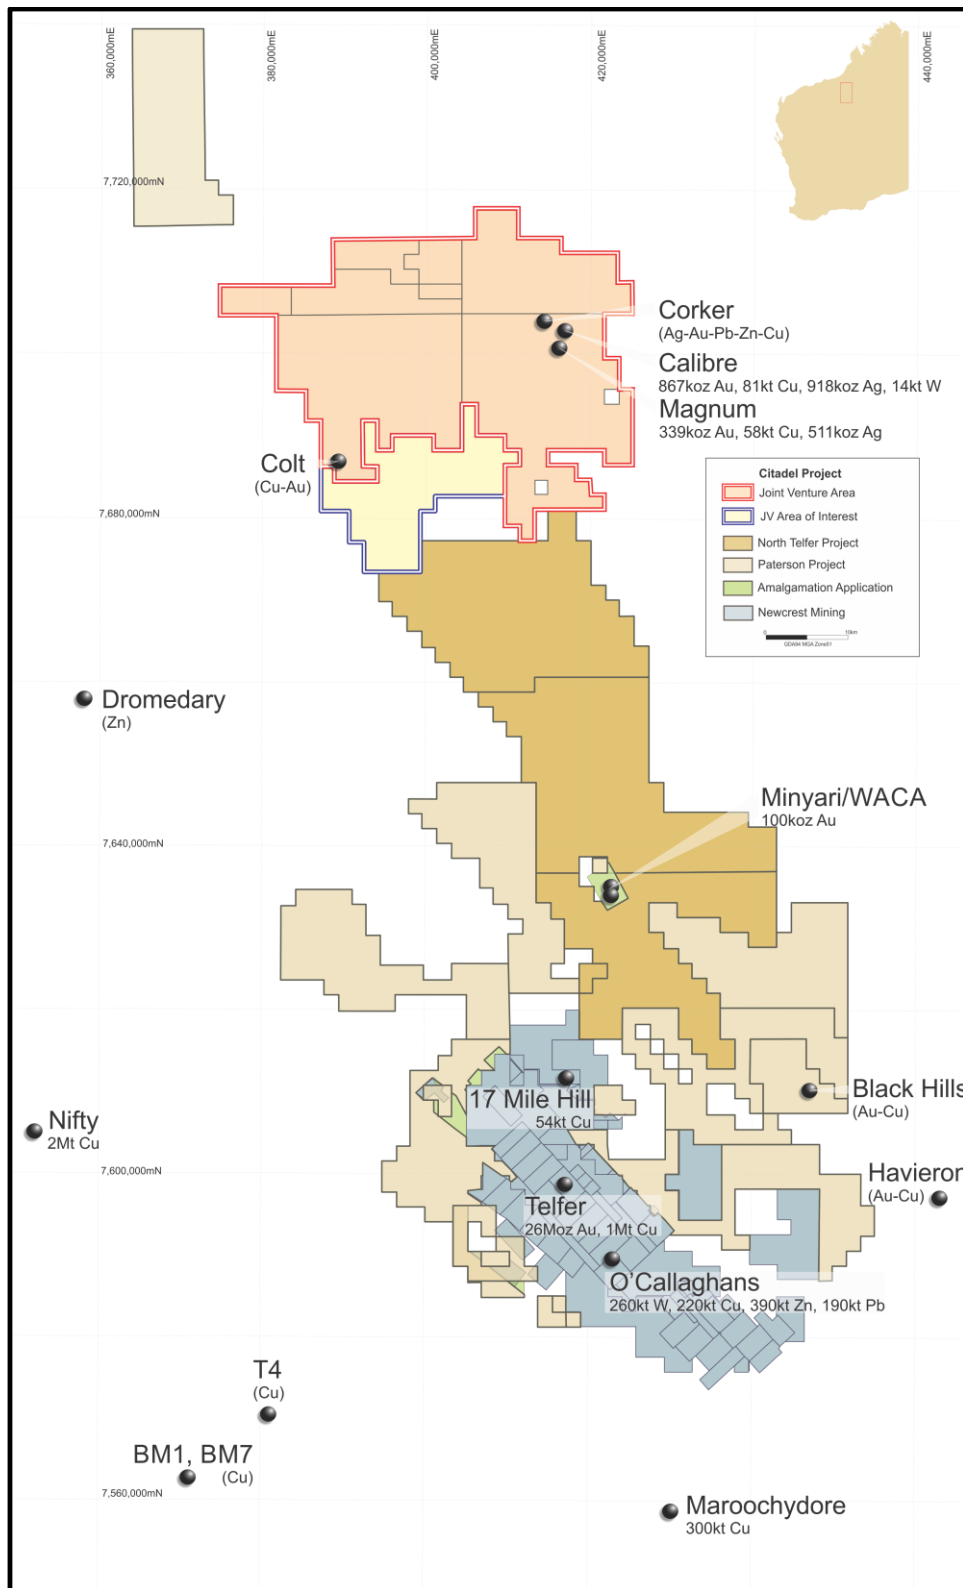 360,000mE
380,000mE
400,000mE
420,000mE
440,000mE
7,720,000mN
Corker
(Ag-Au-Pb-Zn-Cu)
Calibre
867koz Au, 81kt Cu, 918koz Ag, 14kt W
Magnum
339koz Au, 58kt Cu, 511koz Ag
Colt
(Cu-Au)
Citadel Project
Joint Venture Area
JV Area of Interest
North Telfer Project
Paterson Project
Amalgamation Application
Newcrest Mining
0 10km
GDA94 MGA Zone51
7,680,000mN
Dromedary
(Zn)
Minyari/WACA
100koz Au
7,640,000mN
17 Mile Hill
54kt Cu
Black Hills
(Au-Cu)
Nifty
2Mt Cu
7,600,000mN
Havieron
(Au-Cu)
Telfer
26Moz Au, 1Mt Cu
O'Callaghans
260kt W, 220kt Cu, 390kt Zn, 190kt Pb
T4
(Cu)
BM1, BM7
(Cu)
7,560,000mN
Maroochydore
300kt Cu